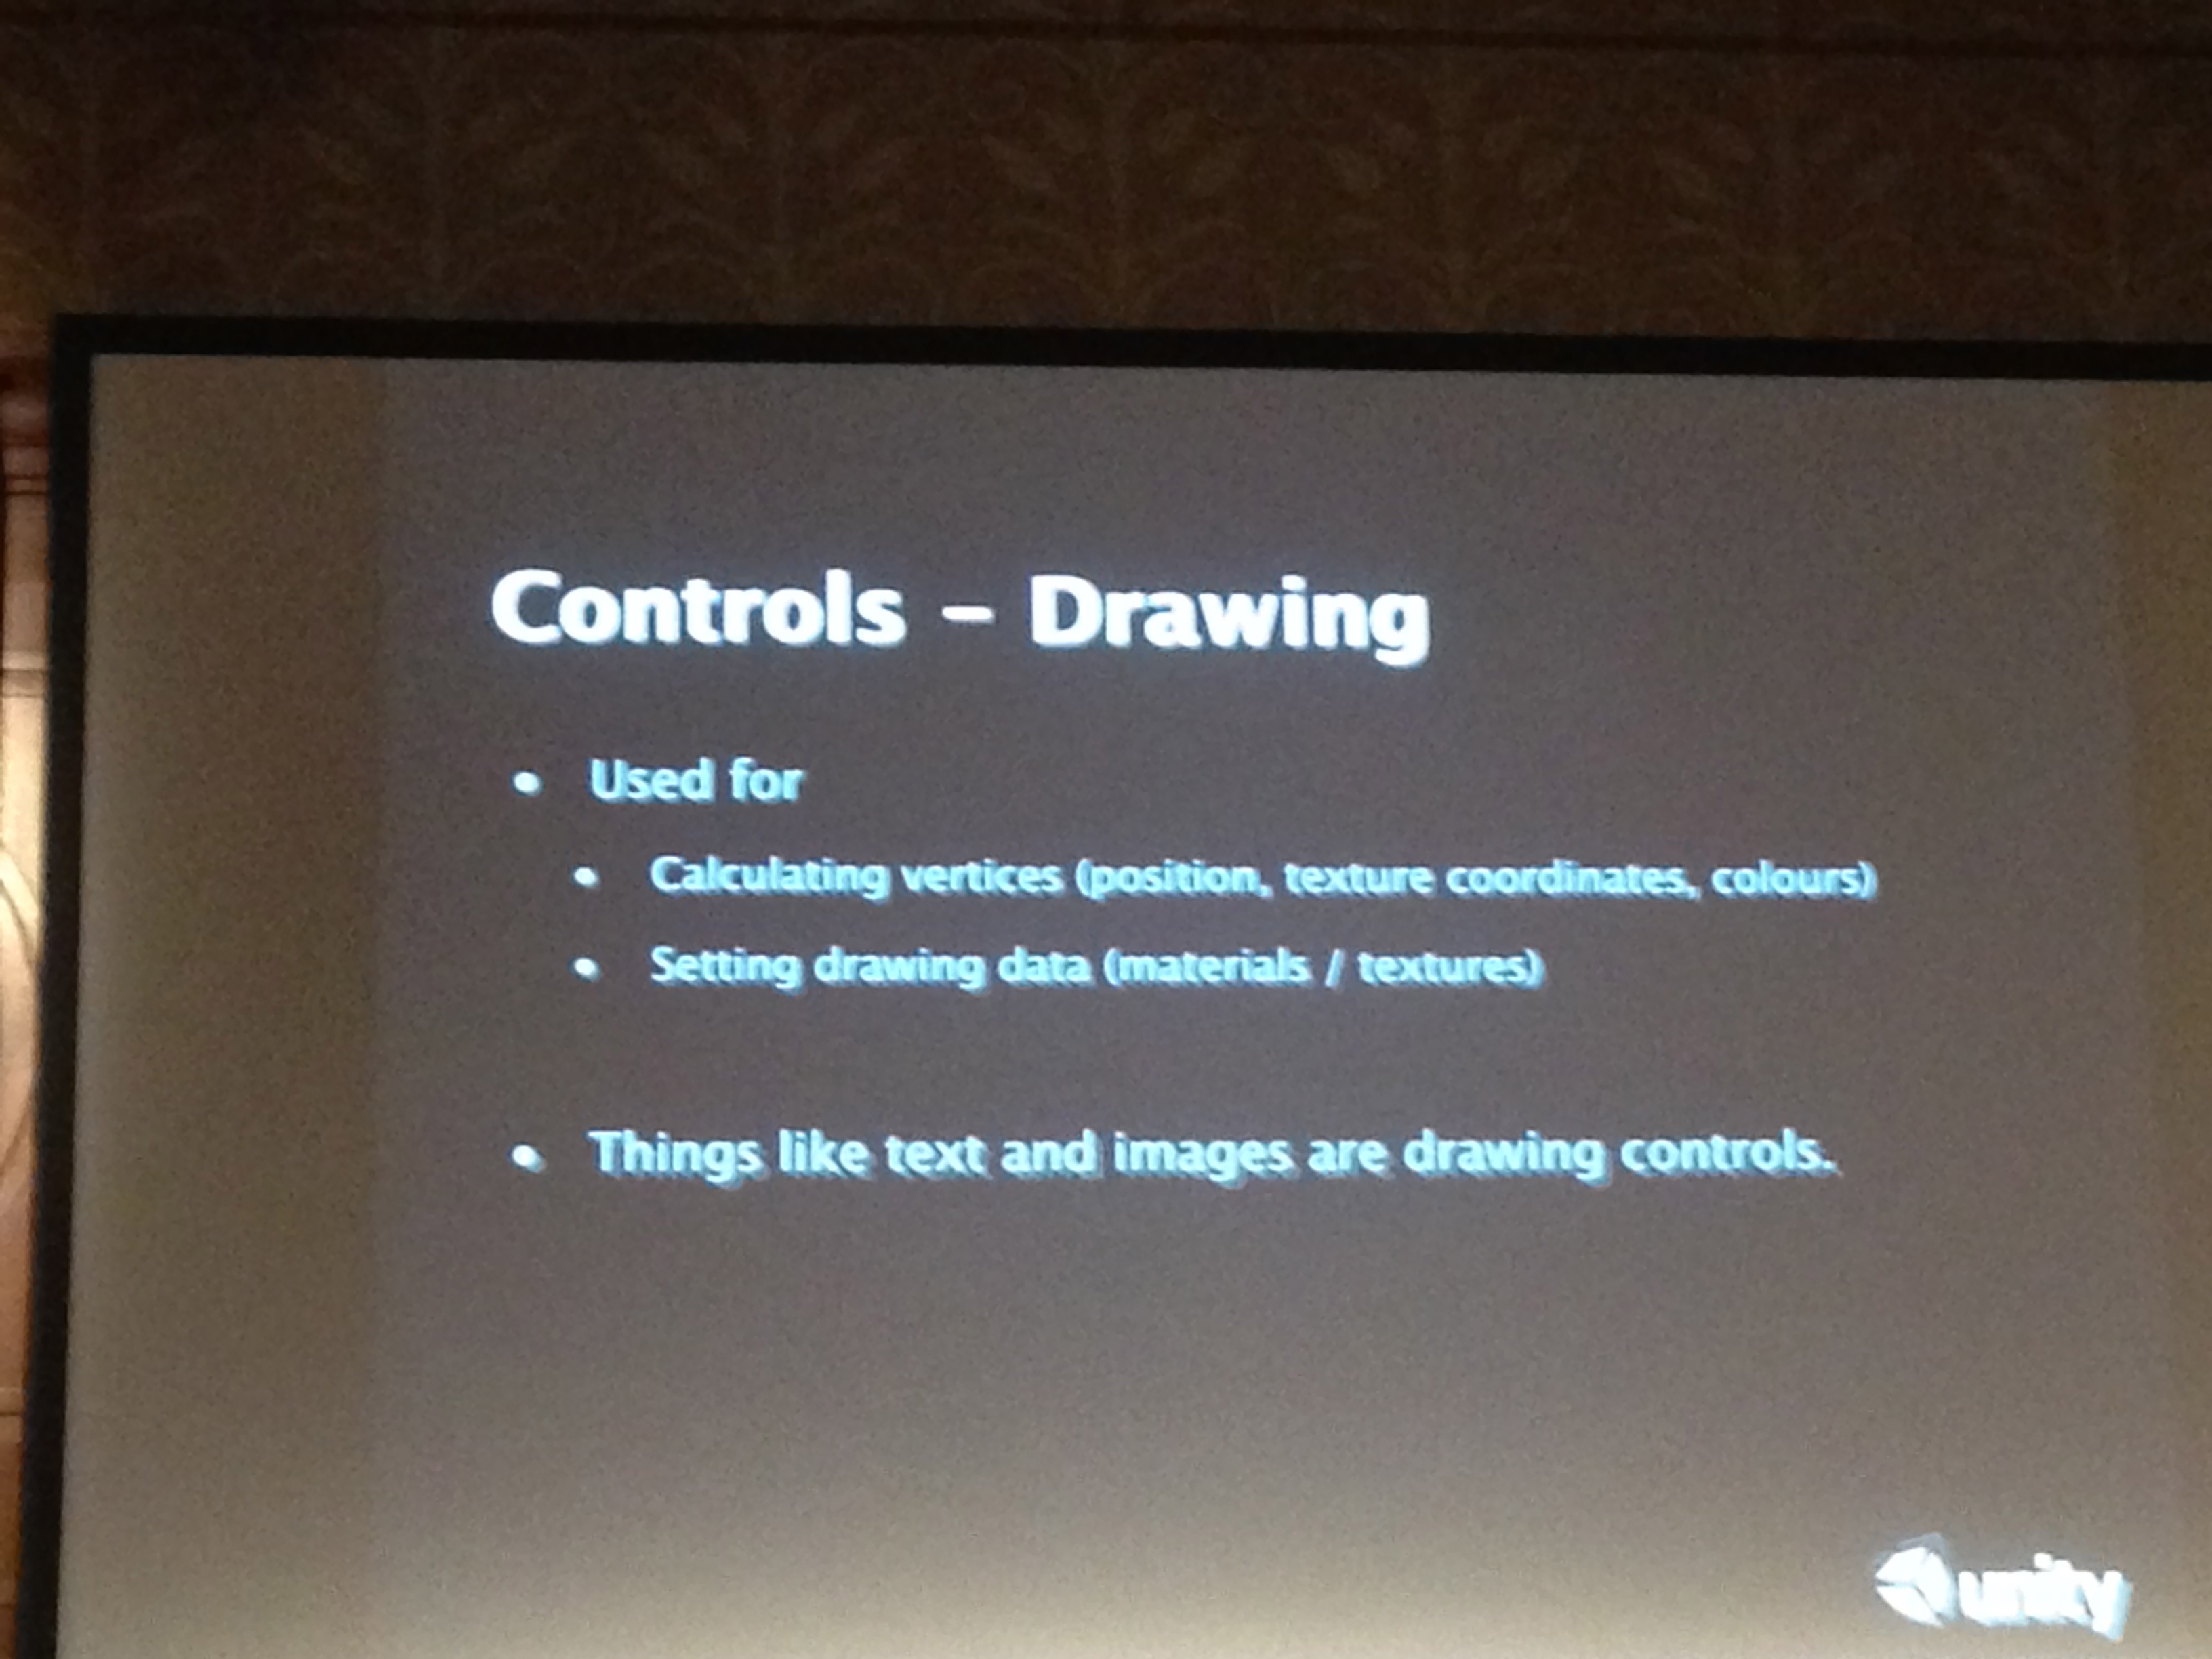 Controls – Drawing
• Used for
• Calculating vertices (position, texture coordinates, colours)
• Setting drawing data (materials / textures)
• Things like text and images are drawing controls.
unity